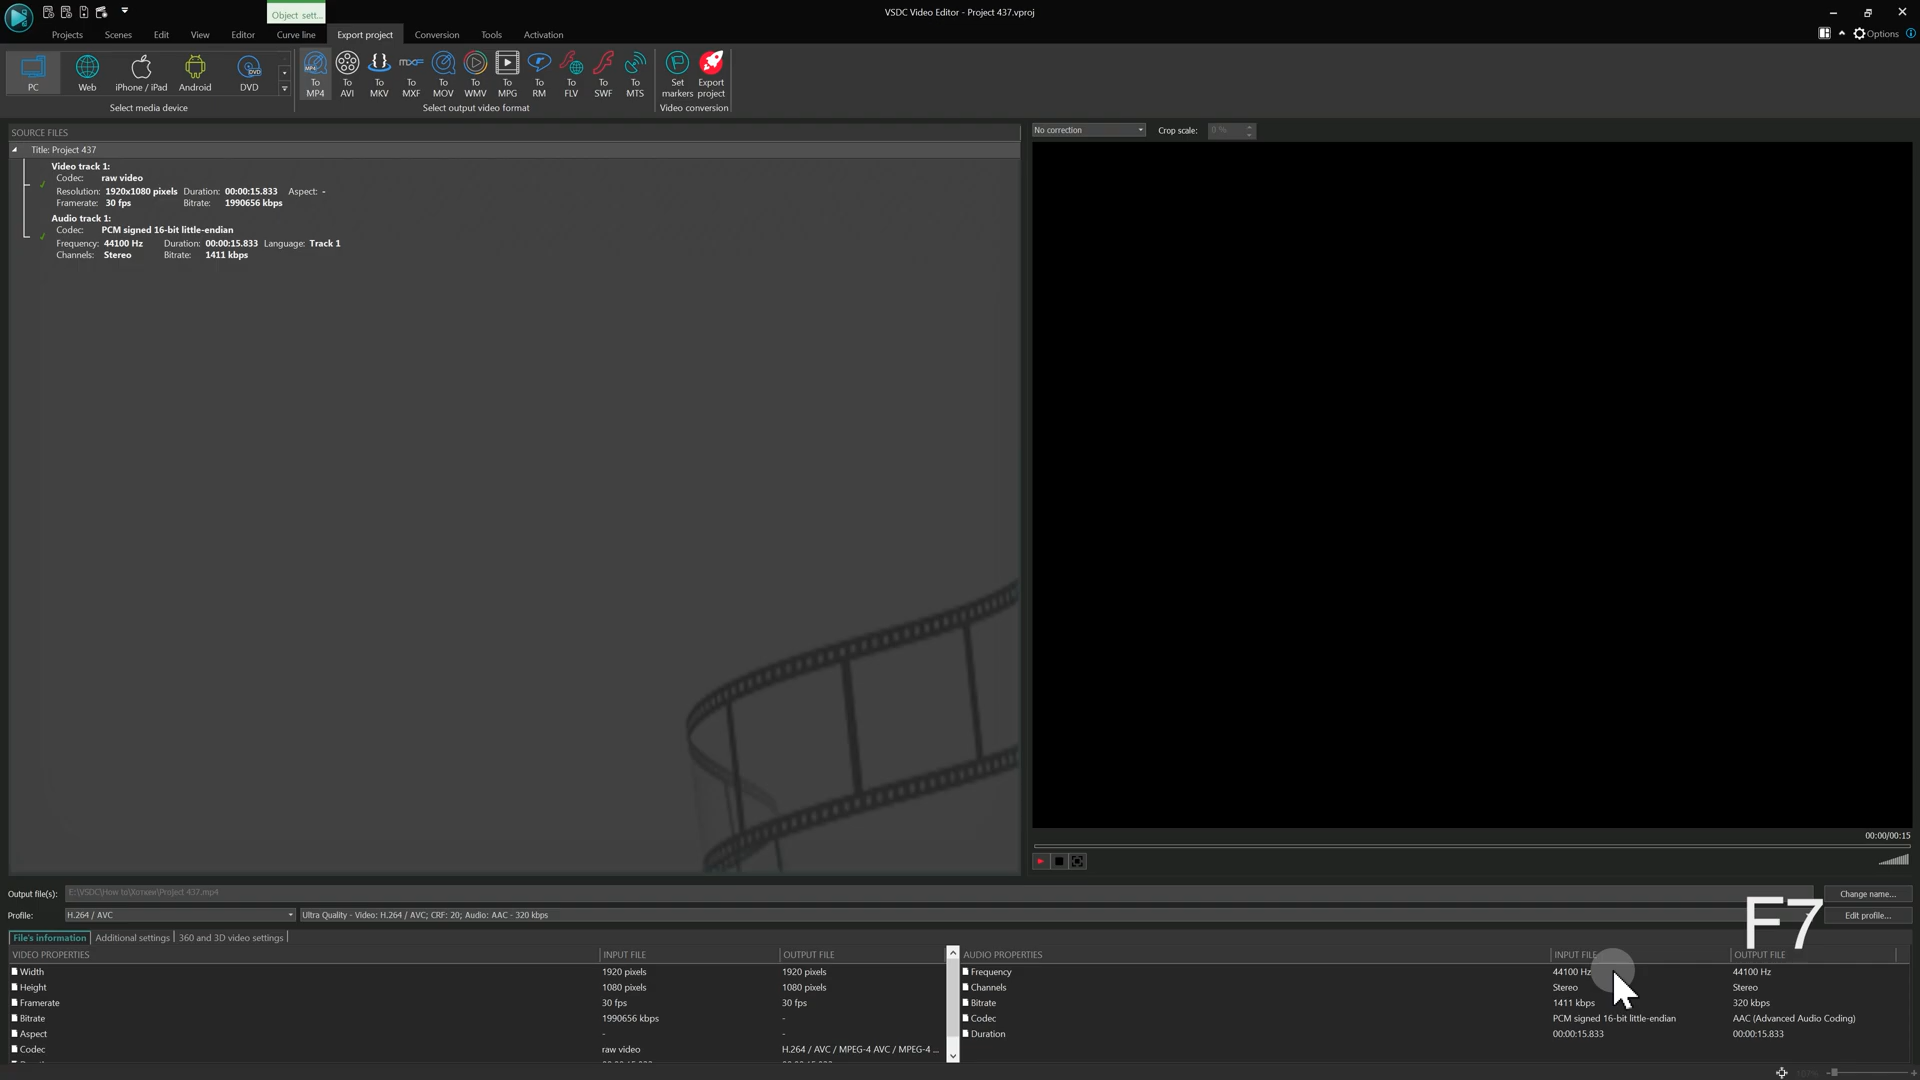 Object sett...
VSDC Video Editor - Project 437.vproj
Projects
Scenes
Edit
View
Editor
Curve line
Export project
Conversion
Tools
Activation
Options
PC
Web
iPhone / iPad
Android
DVD
Select media device
To MP4
To AVI
To MKV
To MXF
To MOV
To WMV
To MPG
To RM
To FLV
To SWF
To MTS
Select output video format
Set markers
Export project
Video conversion
SOURCE FILES
No correction
Crop scale:
0 %
Title: Project 437
Video track 1:
Codec: raw video
Resolution: 1920x1080 pixels Duration: 00:00:15.833 Aspect: -
Framerate: 30 fps Bitrate: 1990656 kbps
Audio track 1:
Codec: PCM signed 16-bit little-endian
Frequency: 44100 Hz Duration: 00:00:15.833 Language: Track 1
Channels: Stereo Bitrate: 1411 kbps
00:00/00:15
Output file(s): E:\VSDC\How to\Хоткеи\Project 437.mp4
Change name...
Profile: H.264 / AVC
Ultra Quality - Video: H.264 / AVC; CRF: 20; Audio: AAC - 320 kbps
Edit profile...
F7
File's information
Additional settings
360 and 3D video settings
VIDEO PROPERTIES INPUT FILE OUTPUT FILE
Width 1920 pixels 1920 pixels
Height 1080 pixels 1080 pixels
Framerate 30 fps 30 fps
Bitrate 1990656 kbps -
Aspect - -
Codec raw video H.264 / AVC / MPEG-4 AVC / MPEG-4 ...
AUDIO PROPERTIES INPUT FILE OUTPUT FILE
Frequency 44100 Hz 44100 Hz
Channels Stereo Stereo
Bitrate 1411 kbps 320 kbps
Codec PCM signed 16-bit little-endian AAC (Advanced Audio Coding)
Duration 00:00:15.833 00:00:15.833